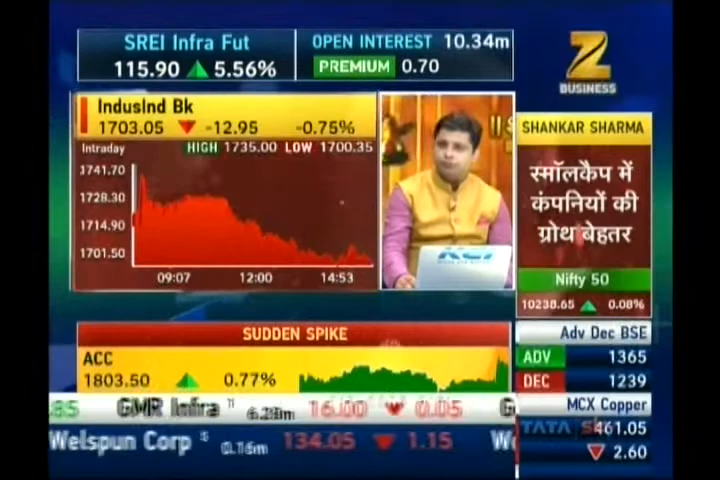 SREI Infra Fut
115.90 5.56%
OPEN INTEREST 10.34m
PREMIUM 0.70
Z
BUSINESS
IndusInd Bk
1703.05 -12.95 -0.75%
Intraday HIGH 1735.00 LOW 1700.35
1741.70
1728.30
1714.90
1701.50
09:07 12:00 14:53
SHANKAR SHARMA
स्मॉलकैप में
कंपनियों की
ग्रोथ बेहतर
Nifty 50
10238.65 0.08%
SUDDEN SPIKE
ACC
1803.50 0.77%
Adv Dec BSE
ADV 1365
DEC 1239
MCX Copper
461.05
2.60
TATA sky
GMR Infra 16.00 0.05
Welspun Corp 0.16m 134.05 1.15